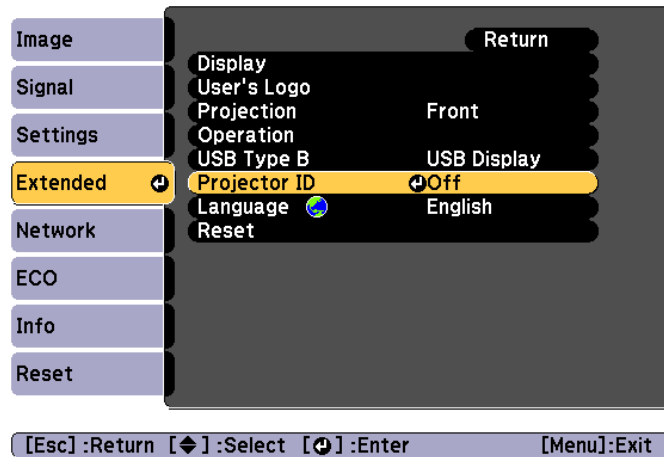 Image
Signal
Settings
Extended
Network
ECO
Info
Reset
Return
Display
User's Logo
Projection Front
Operation
USB Type B USB Display
Projector ID Off
Language English
Reset
[Esc] :Return [ ] :Select [ ] :Enter [Menu]:Exit